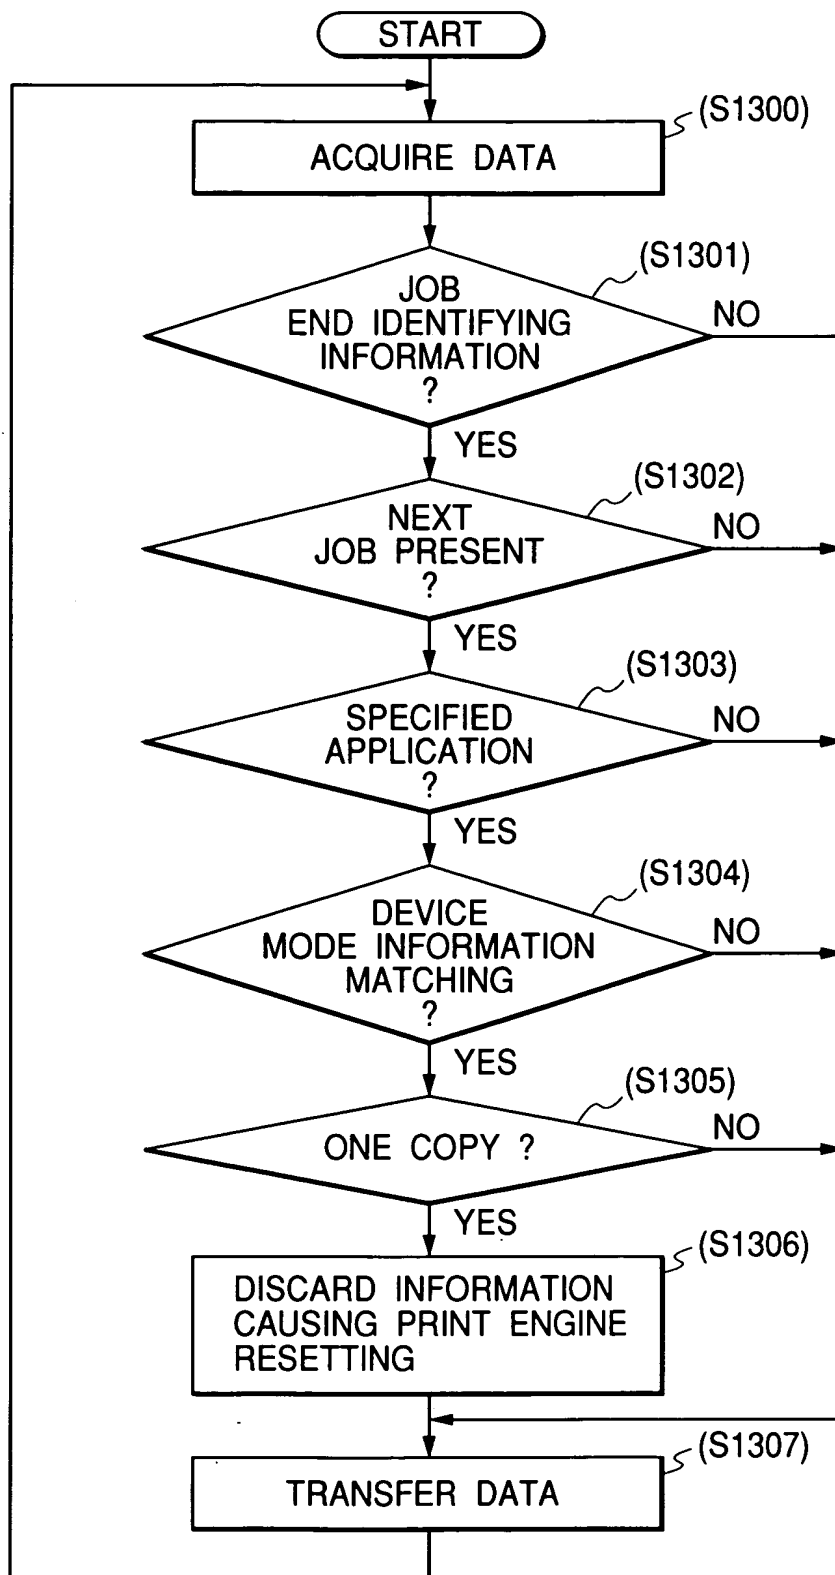 START
(S1300)
ACQUIRE DATA
(S1301)
JOB
END IDENTIFYING
INFORMATION
?
NO
YES
(S1302)
NEXT
JOB PRESENT
?
NO
YES
(S1303)
SPECIFIED
APPLICATION
?
NO
YES
(S1304)
DEVICE
MODE INFORMATION
MATCHING
?
NO
YES
(S1305)
ONE COPY ?
NO
YES
(S1306)
DISCARD INFORMATION
CAUSING PRINT ENGINE
RESETTING
(S1307)
TRANSFER DATA